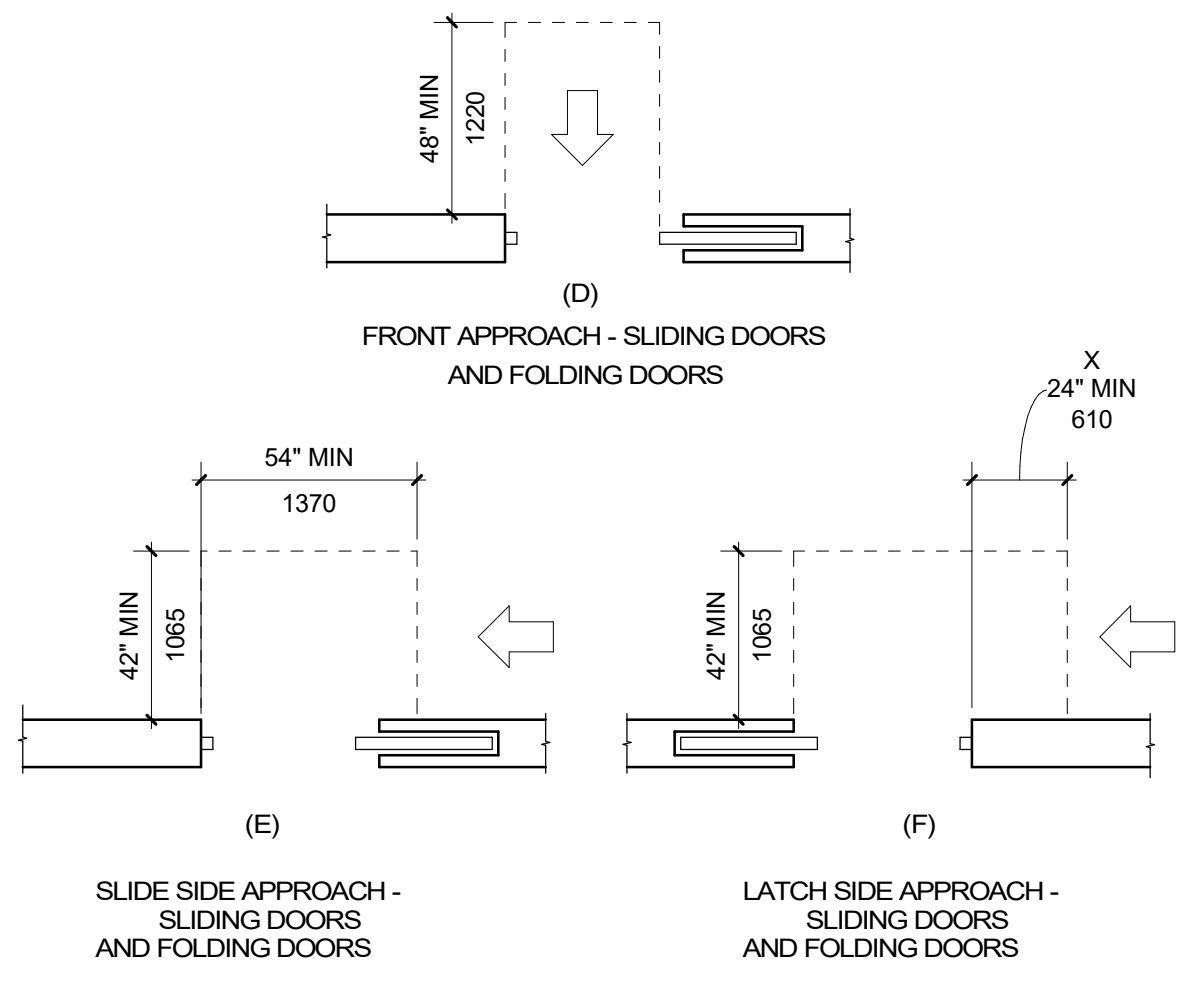 48" MIN
1220
(D)
FRONT APPROACH - SLIDING DOORS
AND FOLDING DOORS
X
24" MIN
610
54" MIN
1370
42" MIN
1065
42" MIN
1065
(E)
(F)
SLIDE SIDE APPROACH -
SLIDING DOORS
AND FOLDING DOORS
LATCH SIDE APPROACH -
SLIDING DOORS
AND FOLDING DOORS